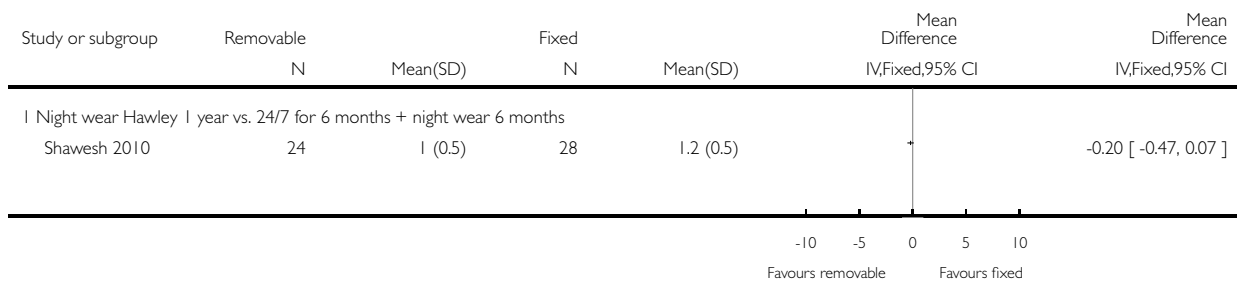 Study or subgroup Removable Fixed Mean Difference Mean Difference
N Mean(SD) N Mean(SD) IV,Fixed,95% CI IV,Fixed,95% CI
1 Night wear Hawley 1 year vs. 24/7 for 6 months + night wear 6 months
Shawesh 2010 24 1 (0.5) 28 1.2 (0.5) -0.20 [ -0.47, 0.07 ]
-10 -5 0 5 10
Favours removable Favours fixed